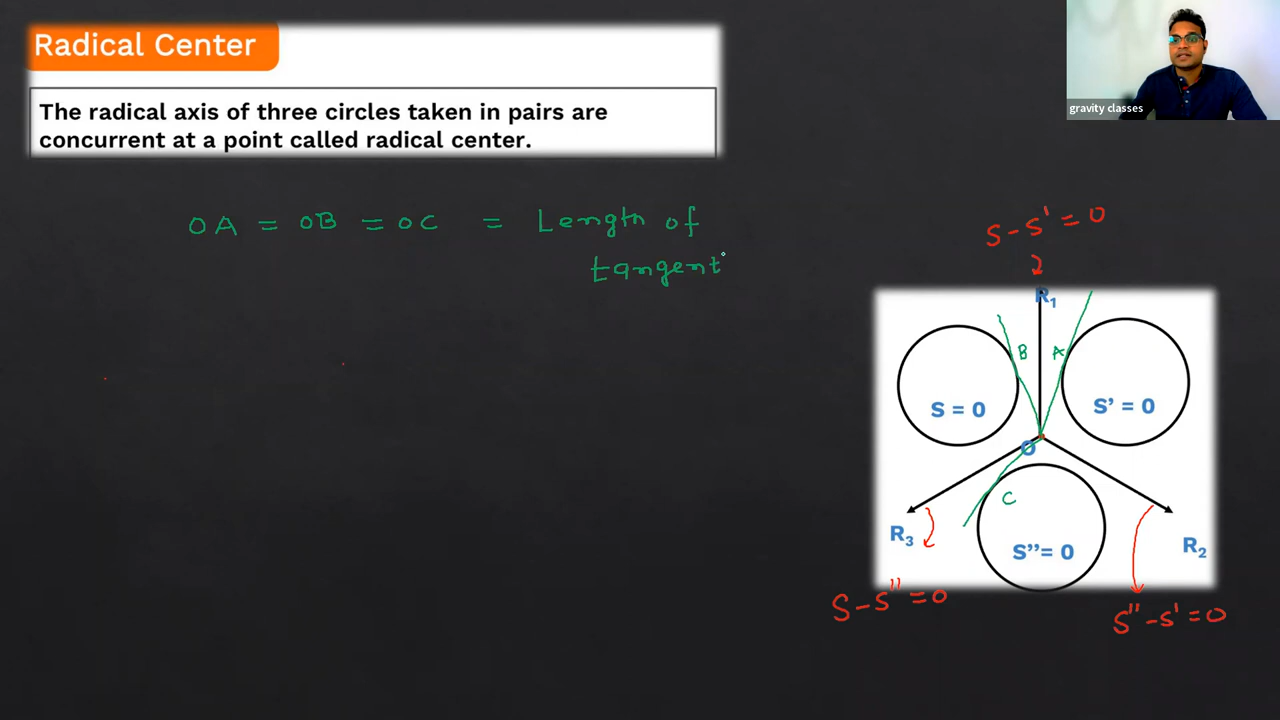 Radical Center
gravity classes
The radical axis of three circles taken in pairs are
concurrent at a point called radical center.
OA = OB = OC = Length of
tangent
S-S' = 0
R₁
B A
S = 0
S’ = 0
O
C
R₃
S’’= 0
R₂
S-S'' = 0
S''-S' = 0